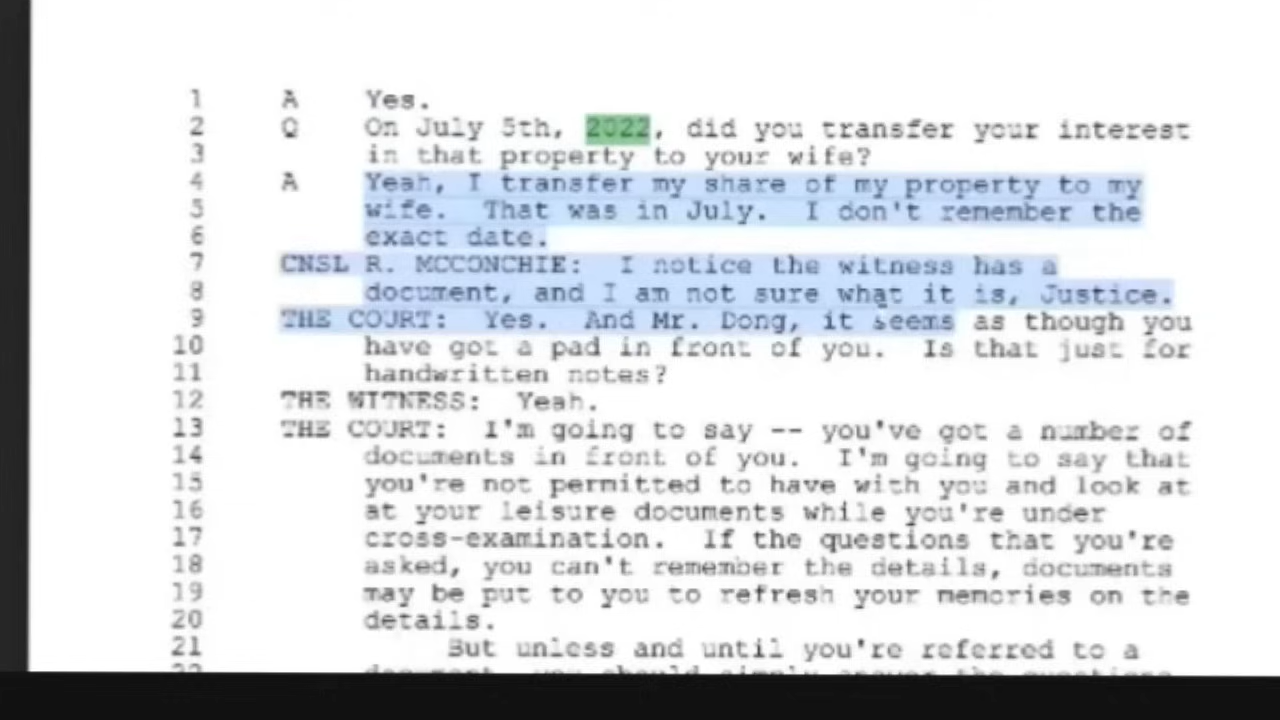 1 A Yes.
2 Q On July 5th, 2022, did you transfer your interest
3 in that property to your wife?
4 A Yeah, I transfer my share of my property to my
5 wife. That was in July. I don't remember the
6 exact date.
7 CNSL R. MCCONCHIE: I notice the witness has a
8 document, and I am not sure what it is, Justice.
9 THE COURT: Yes. And Mr. Dong, it seems as though you
10 have got a pad in front of you. Is that just for
11 handwritten notes?
12 THE WITNESS: Yeah.
13 THE COURT: I'm going to say -- you've got a number of
14 documents in front of you. I'm going to say that
15 you're not permitted to have with you and look at
16 at your leisure documents while you're under
17 cross-examination. If the questions that you're
18 asked, you can't remember the details, documents
19 may be put to you to refresh your memories on the
20 details.
21 But unless and until you're referred to a
22 document, you should simply answer the questions